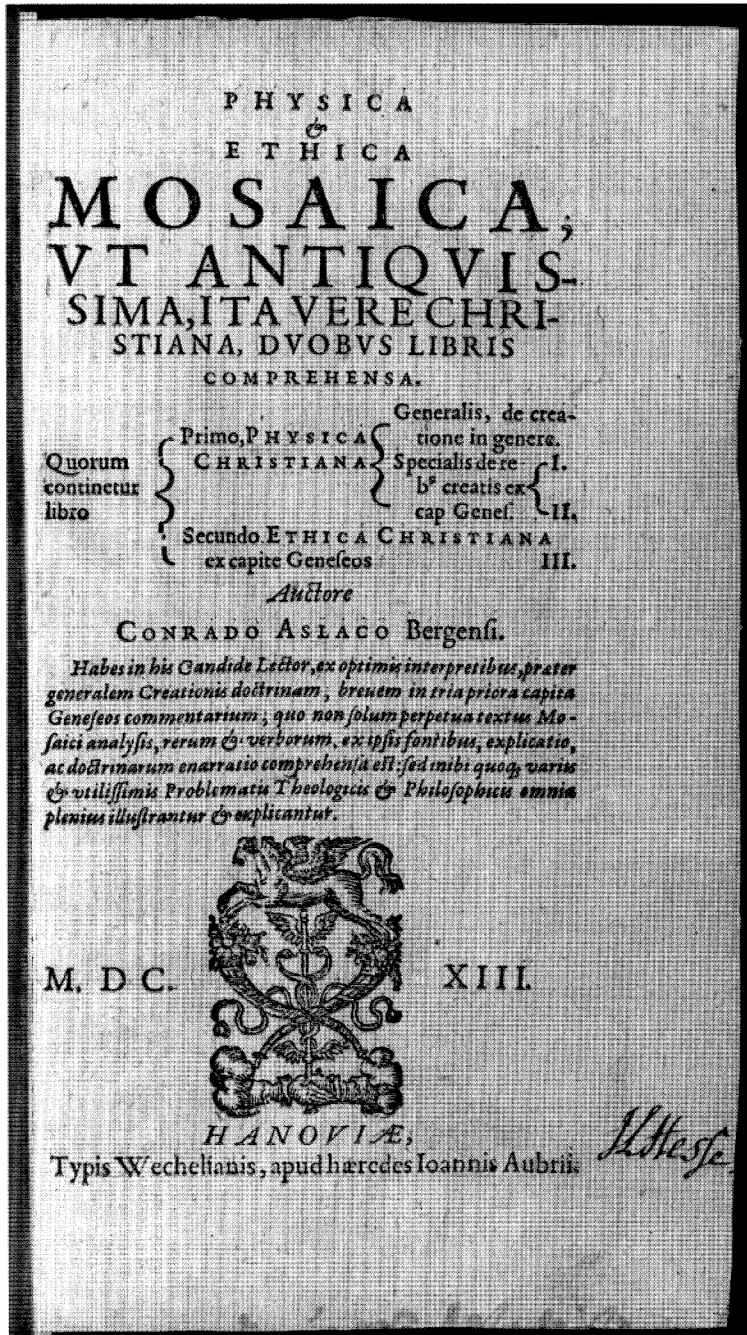 PHYSICA
&
ETHICA
MOSAICA,
VT ANTIQVIS-
SIMA, ITA VERE CHRI-
STIANA, DVOBVS LIBRIS
COMPREHENSA.
Quorum
continetur
libro
Primo, PHYSICA
CHRISTIANA
Generalis, de crea-
tione in genere.
Specialis de re-
b⁹ creatis ex
cap Geneſ.
I.
II.
Secundo ETHICA CHRISTIANA
ex capite Geneſeos III.
Auctore
CONRADO ASLACO Bergenſi.
Habes in his Candide Lector, ex optimis interpretibus, præter
generalem Creationis doctrinam, breuem in tria priora capita
Geneſeos commentarium, quo non ſolum perpetua textus Mo-
ſaici analyſis, rerum & verborum, ex ipſis fontibus, explicatio,
ac doctrinarum enarratio comprehenſa eſt: ſed inibi quoq, variis
& vtiliſſimis Problematis Theologicis & Philoſophicis omnia
plenius illuſtrantur & explicantur.
M. D C. XIII.
HANOVIÆ,
Typis Wechelianis, apud hæredes Ioannis Aubrii.